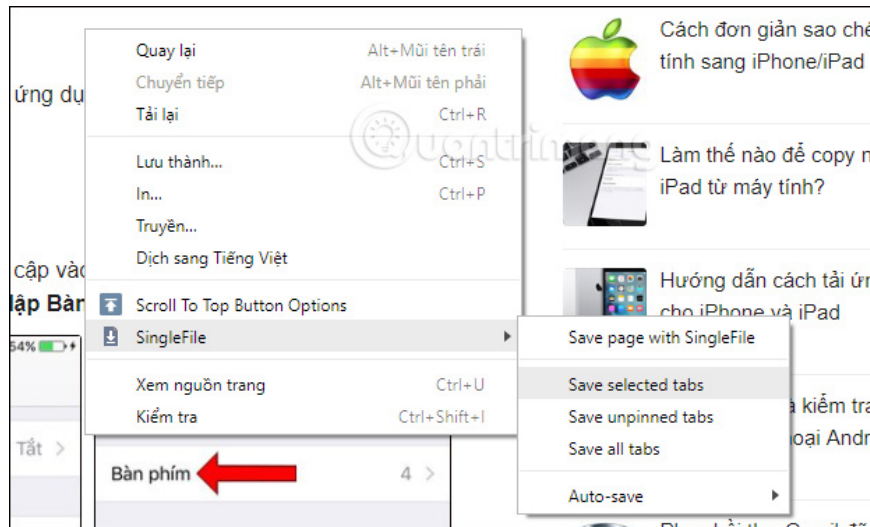 ứng dụ
cập vào
lập Bàn
54%
Tắt
Quay lại Alt+Mũi tên trái
Chuyển tiếp Alt+Mũi tên phải
Tải lại Ctrl+R
Lưu thành... Ctrl+S
In... Ctrl+P
Truyền...
Dịch sang Tiếng Việt
Scroll To Top Button Options
SingleFile
Xem nguồn trang Ctrl+U
Kiểm tra Ctrl+Shift+I
Bàn phím 4
Save page with SingleFile
Save selected tabs
Save unpinned tabs
Save all tabs
Auto-save
Quantrimang
Cách đơn giản sao ché
tính sang iPhone/iPad
Làm thế nào để copy n
iPad từ máy tính?
Hướng dẫn cách tải ứn
cho iPhone và iPad
kiểm tra
oại Andr